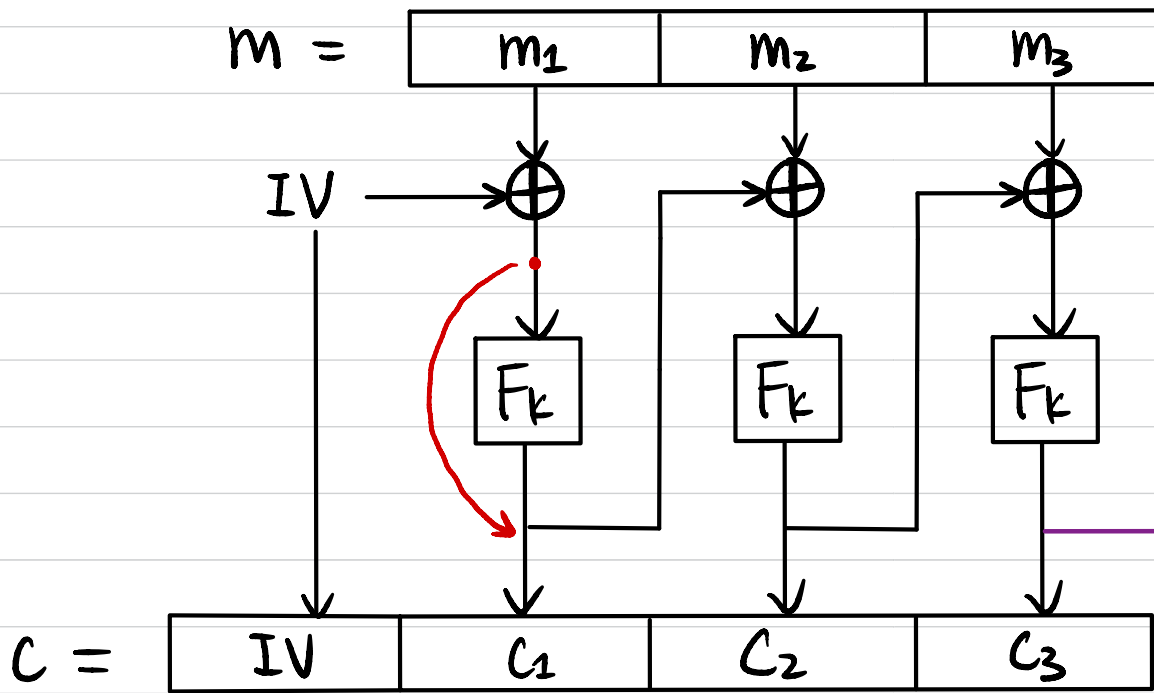 m = m₁ m₂ m₃
IV
Fₖ Fₖ Fₖ
C = IV C₁ C₂ C₃